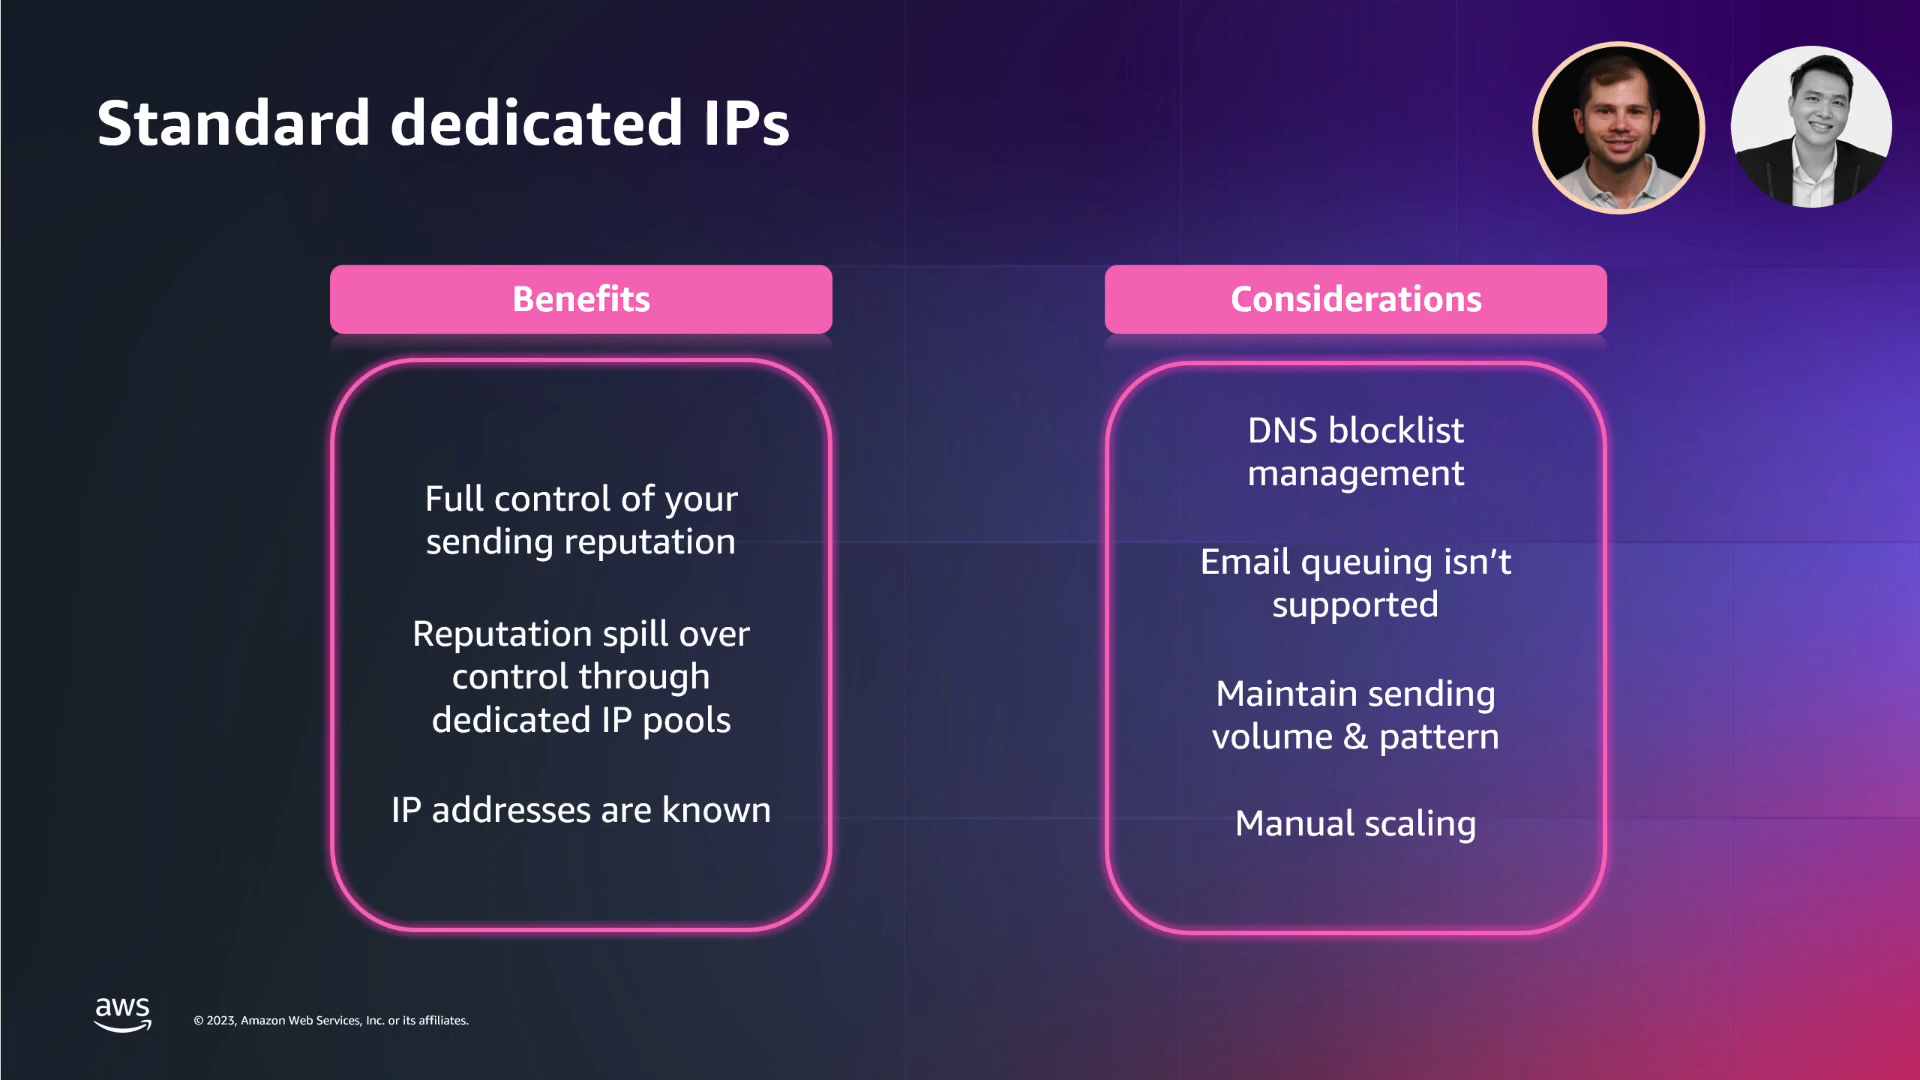 Standard dedicated IPs
Benefits
Full control of your
sending reputation
Reputation spill over
control through
dedicated IP pools
IP addresses are known
Considerations
DNS blocklist
management
Email queuing isn’t
supported
Maintain sending
volume & pattern
Manual scaling
aws
© 2023, Amazon Web Services, Inc. or its affiliates.